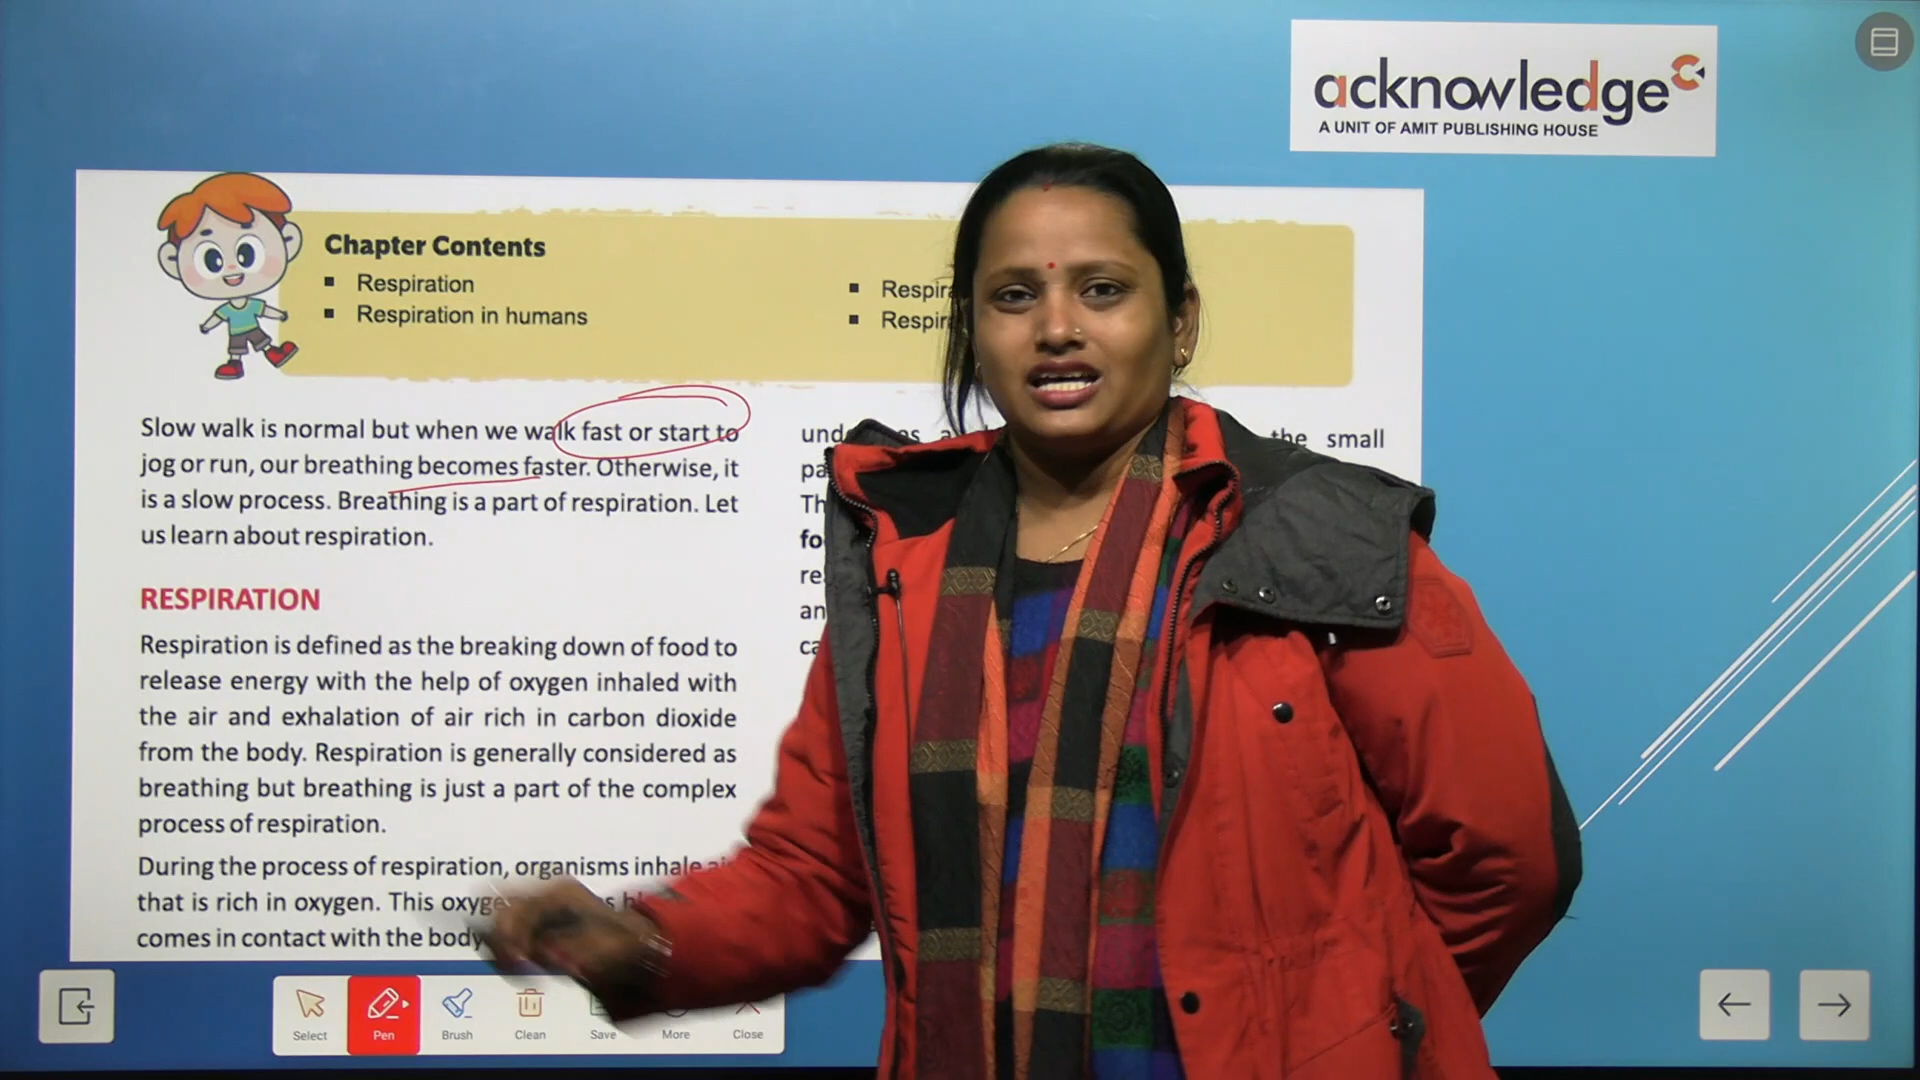 acknowledge
A UNIT OF AMIT PUBLISHING HOUSE
Chapter Contents
Respiration
Respiration in humans
Slow walk is normal but when we walk fast or start to
jog or run, our breathing becomes faster. Otherwise, it
is a slow process. Breathing is a part of respiration. Let
us learn about respiration.
RESPIRATION
Respiration is defined as the breaking down of food to
release energy with the help of oxygen inhaled with
the air and exhalation of air rich in carbon dioxide
from the body. Respiration is generally considered as
breathing but breathing is just a part of the complex
process of respiration.
During the process of respiration, organisms inhale
that is rich in oxygen. This
comes in contact with the body
the small
Select
Pen
Brush
Clean
Save
More
Close